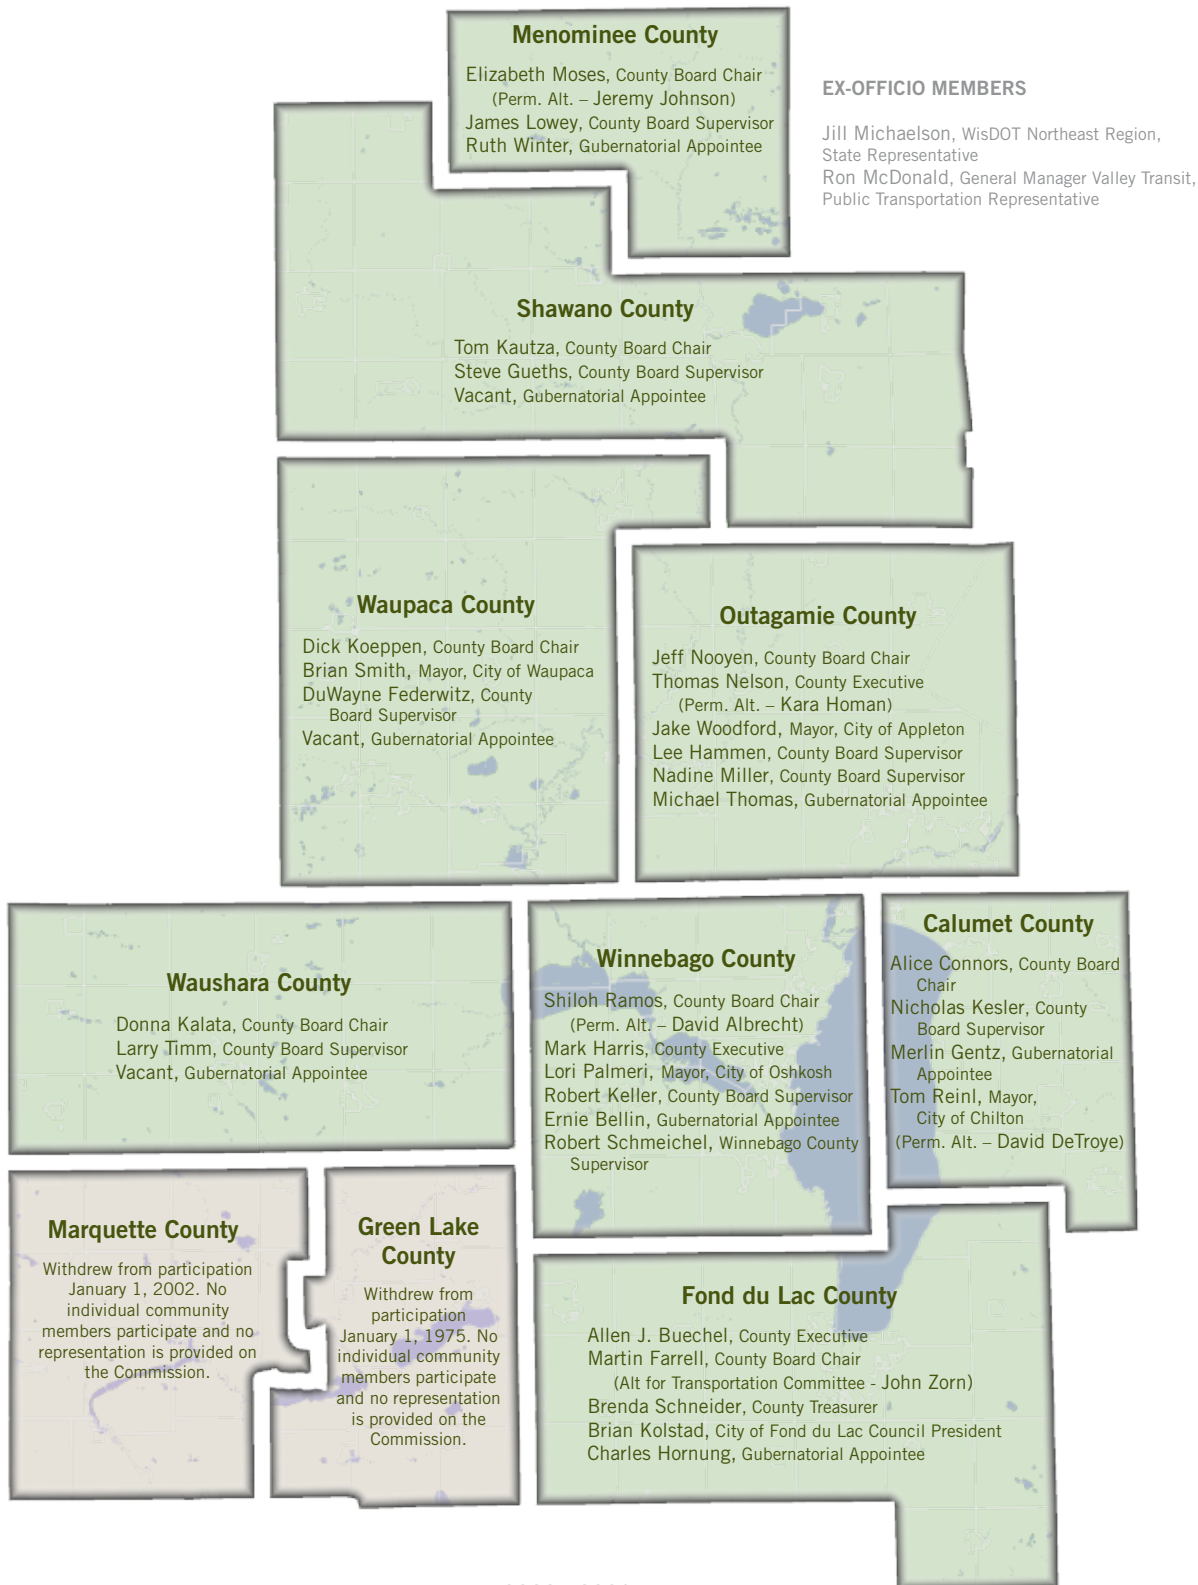 Menominee County
Elizabeth Moses, County Board Chair
(Perm. Alt. – Jeremy Johnson)
James Lowey, County Board Supervisor
Ruth Winter, Gubernatorial Appointee
EX-OFFICIO MEMBERS
Jill Michaelson, WisDOT Northeast Region,
State Representative
Ron McDonald, General Manager Valley Transit,
Public Transportation Representative
Shawano County
Tom Kautza, County Board Chair
Steve Gueths, County Board Supervisor
Vacant, Gubernatorial Appointee
Waupaca County
Dick Koeppen, County Board Chair
Brian Smith, Mayor, City of Waupaca
DuWayne Federwitz, County
Board Supervisor
Vacant, Gubernatorial Appointee
Outagamie County
Jeff Nooyen, County Board Chair
Thomas Nelson, County Executive
(Perm. Alt. – Kara Homan)
Jake Woodford, Mayor, City of Appleton
Lee Hammen, County Board Supervisor
Nadine Miller, County Board Supervisor
Michael Thomas, Gubernatorial Appointee
Waushara County
Donna Kalata, County Board Chair
Larry Timm, County Board Supervisor
Vacant, Gubernatorial Appointee
Winnebago County
Shiloh Ramos, County Board Chair
(Perm. Alt. – David Albrecht)
Mark Harris, County Executive
Lori Palmeri, Mayor, City of Oshkosh
Robert Keller, County Board Supervisor
Ernie Bellin, Gubernatorial Appointee
Robert Schmeichel, Winnebago County
Supervisor
Calumet County
Alice Connors, County Board
Chair
Nicholas Kesler, County
Board Supervisor
Merlin Gentz, Gubernatorial
Appointee
Tom Reinl, Mayor,
City of Chilton
(Perm. Alt. – David DeTroye)
Marquette County
Withdrew from participation
January 1, 2002. No
individual community
members participate and no
representation is provided on
the Commission.
Green Lake
County
Withdrew from
participation
January 1, 1975. No
individual community
members participate
and no representation
is provided on the
Commission.
Fond du Lac County
Allen J. Buechel, County Executive
Martin Farrell, County Board Chair
(Alt for Transportation Committee - John Zorn)
Brenda Schneider, County Treasurer
Brian Kolstad, City of Fond du Lac Council President
Charles Hornung, Gubernatorial Appointee